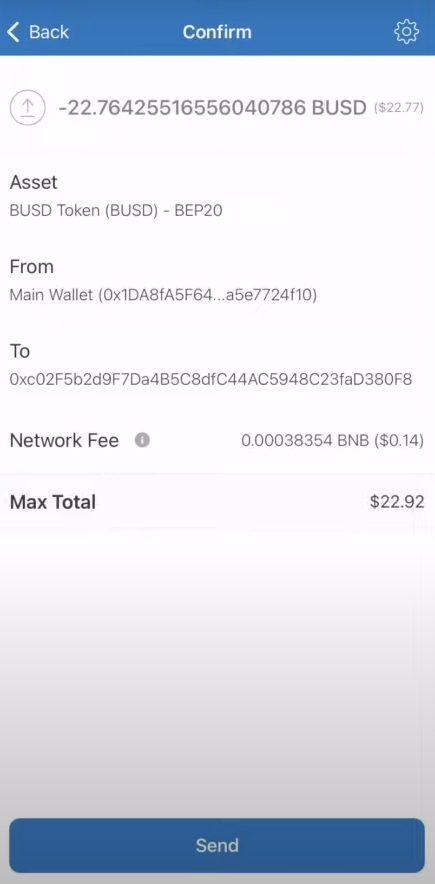 Back
Confirm
-22.76425516556040786 BUSD ($22.77)
Asset
BUSD Token (BUSD) - BEP20
From
Main Wallet (0x1DA8fA5F64...a5e7724f10)
To
0xc02F5b2d9F7Da4B5C8dfC44AC5948C23faD380F8
Network Fee 0.00038354 BNB ($0.14)
Max Total $22.92
Send